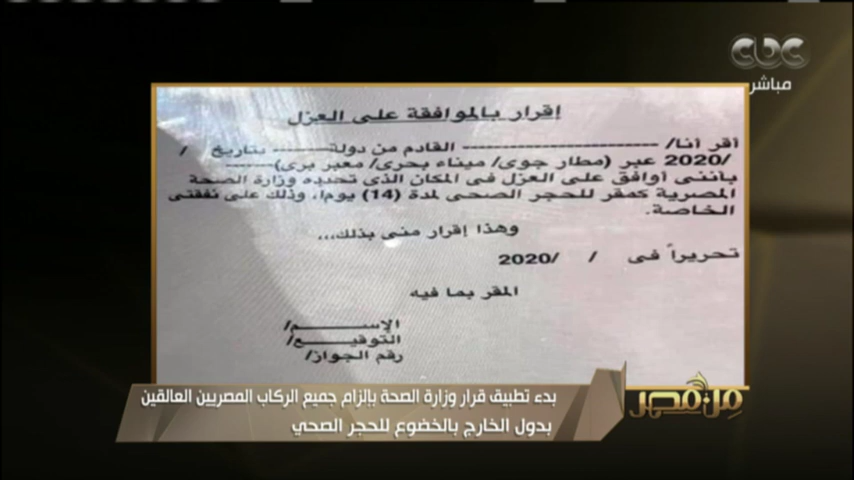 cbc
مباشر
إقرار بالموافقة على العزل
أقر أنا/ -------------------- القادم من دولة ------- بتاريخ /
/2020 عبر (مطار جوى/ ميناء بحرى/ معبر برى) -------
بأننى أوافق على العزل فى المكان الذى تحدده وزارة الصحة
المصرية كمقر للحجر الصحى لمدة (14) يوماً، وذلك على نفقتى
الخاصة.
وهذا إقرار منى بذلك،،،
تحريراً فى / /2020
المقر بما فيه
الإســـــــم/
التوقيــــع/
رقم الجواز/
بدء تطبيق قرار وزارة الصحة بإلزام جميع الركاب المصريين العالقين
بدول الخارج بالخضوع للحجر الصحي
من مصر